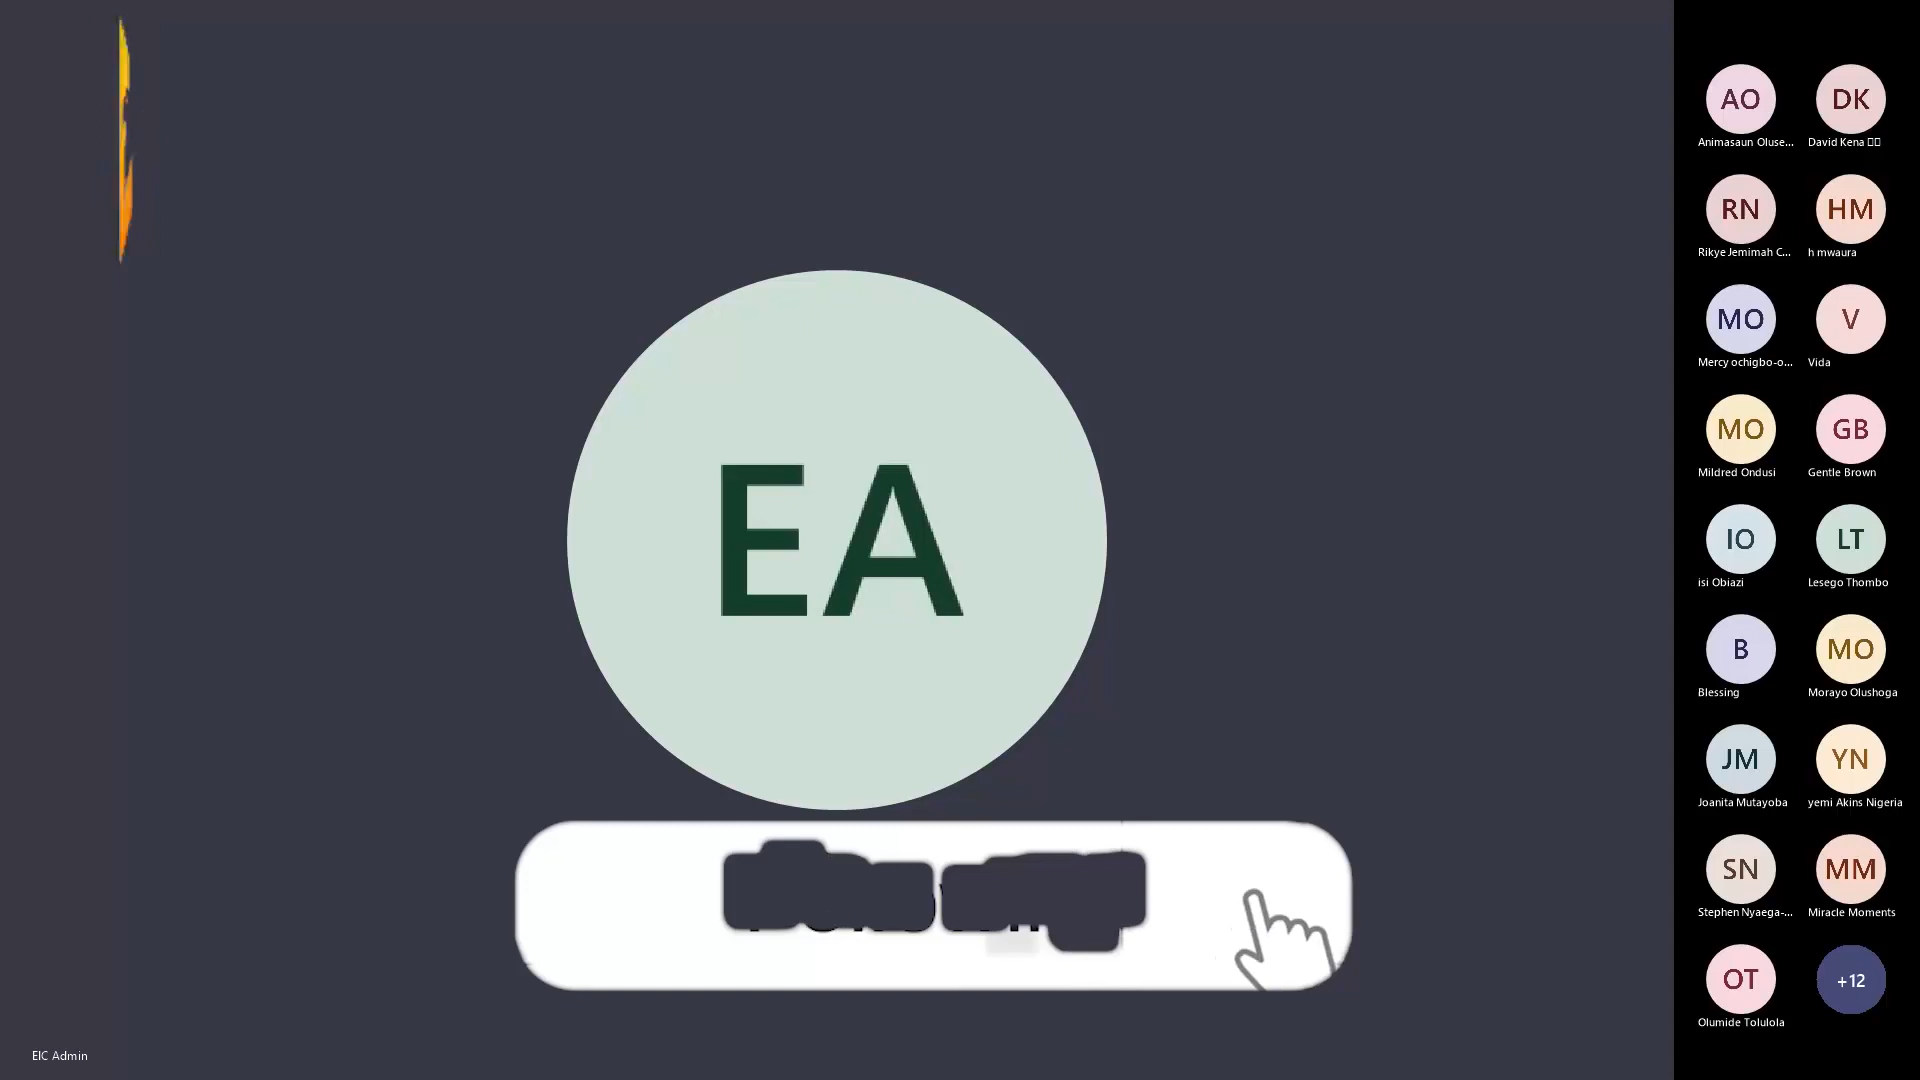 EA
EIC Admin
AO DK
Animasaun Oluse... David Kena
RN HM
Rikye Jemimah C... h mwaura
MO V
Mercy ochigbo-o... Vida
MO GB
Mildred Ondusi Gentle Brown
IO LT
isi Obiazi Lesego Thombo
B MO
Blessing Morayo Olushoga
JM YN
Joanita Mutayoba yemi Akins Nigeria
SN MM
Stephen Nyaega-... Miracle Moments
OT +12
Olumide Tolulola